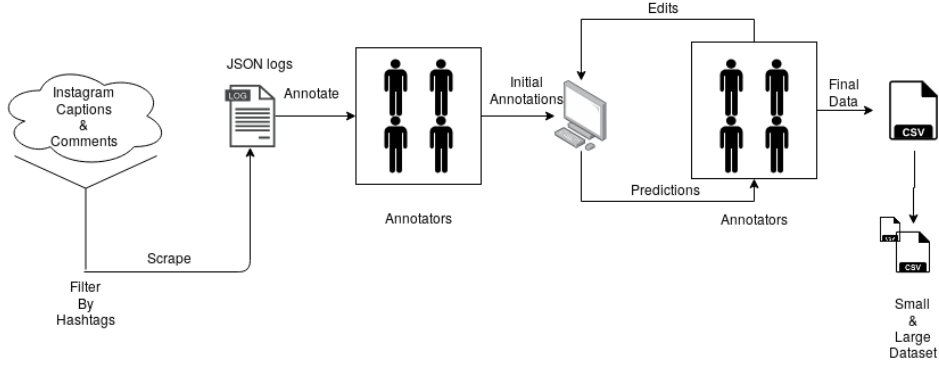 Instagram
Captions
&
Comments
Filter
By
Hashtags
Scrape
JSON logs
LOG
Annotate
Annotators
Initial
Annotations
Edits
Predictions
Annotators
Final
Data
CSV
CSV
CSV
Small
&
Large
Dataset